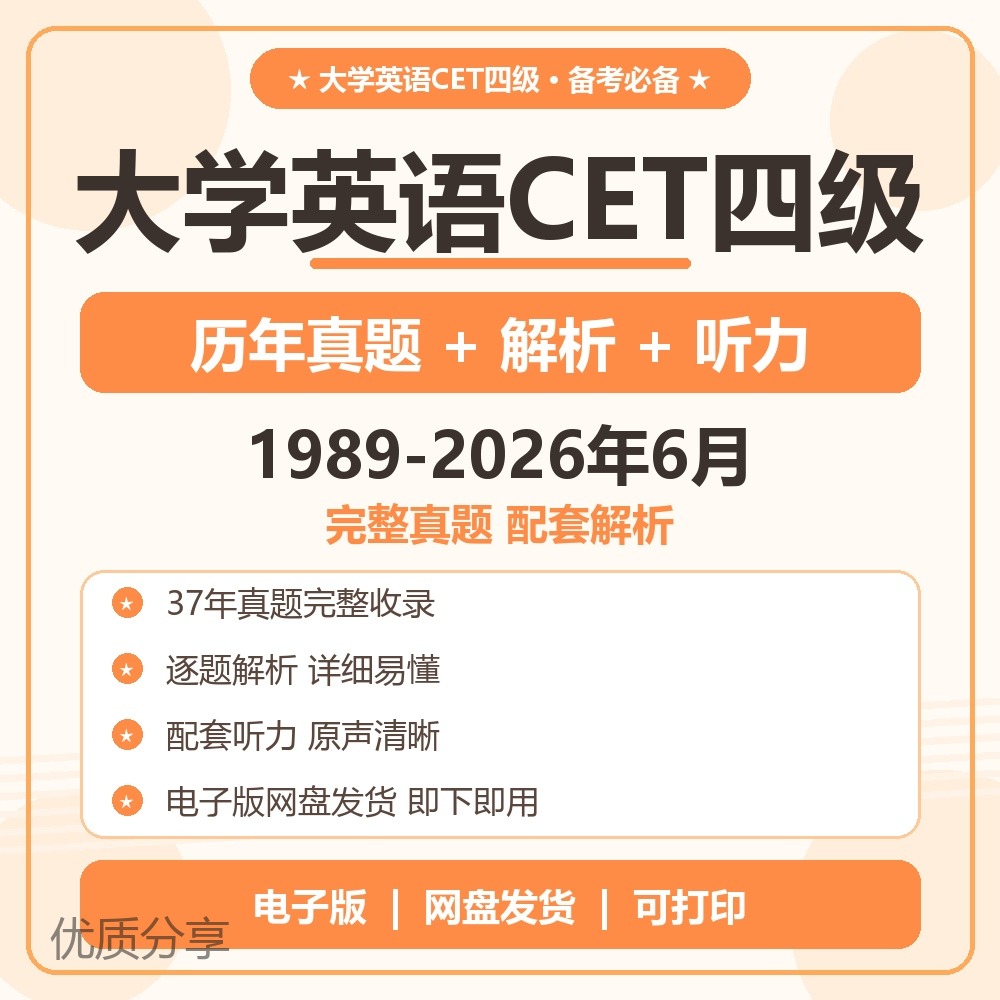 ★ 大学英语CET四级·备考必备 ★
大学英语CET四级
历年真题 + 解析 + 听力
1989-2026年6月
完整真题 配套解析
37年真题完整收录
逐题解析 详细易懂
配套听力 原声清晰
电子版网盘发货 即下即用
电子版 | 网盘发货 | 可打印
优质分享